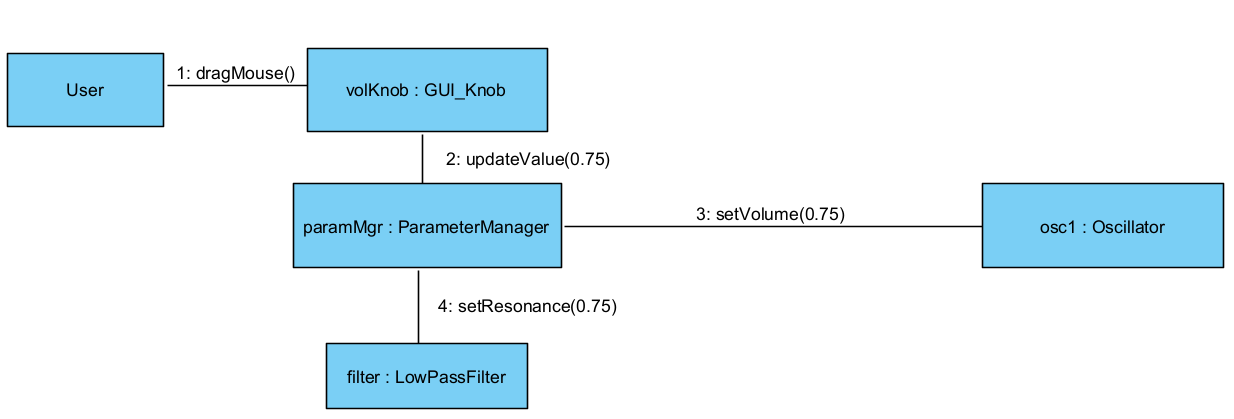 User
1: dragMouse()
volKnob : GUI_Knob
2: updateValue(0.75)
paramMgr : ParameterManager
3: setVolume(0.75)
osc1 : Oscillator
4: setResonance(0.75)
filter : LowPassFilter